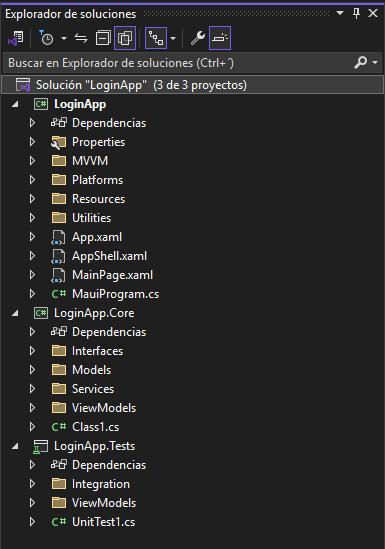 Explorador de soluciones
Buscar en Explorador de soluciones (Ctrl+´)
Solución "LoginApp" (3 de 3 proyectos)
C# LoginApp
Dependencias
Properties
MVVM
Platforms
Resources
Utilities
App.xaml
AppShell.xaml
MainPage.xaml
C# MauiProgram.cs
C# LoginApp.Core
Dependencias
Interfaces
Models
Services
ViewModels
C# Class1.cs
LoginApp.Tests
Dependencias
Integration
ViewModels
C# UnitTest1.cs